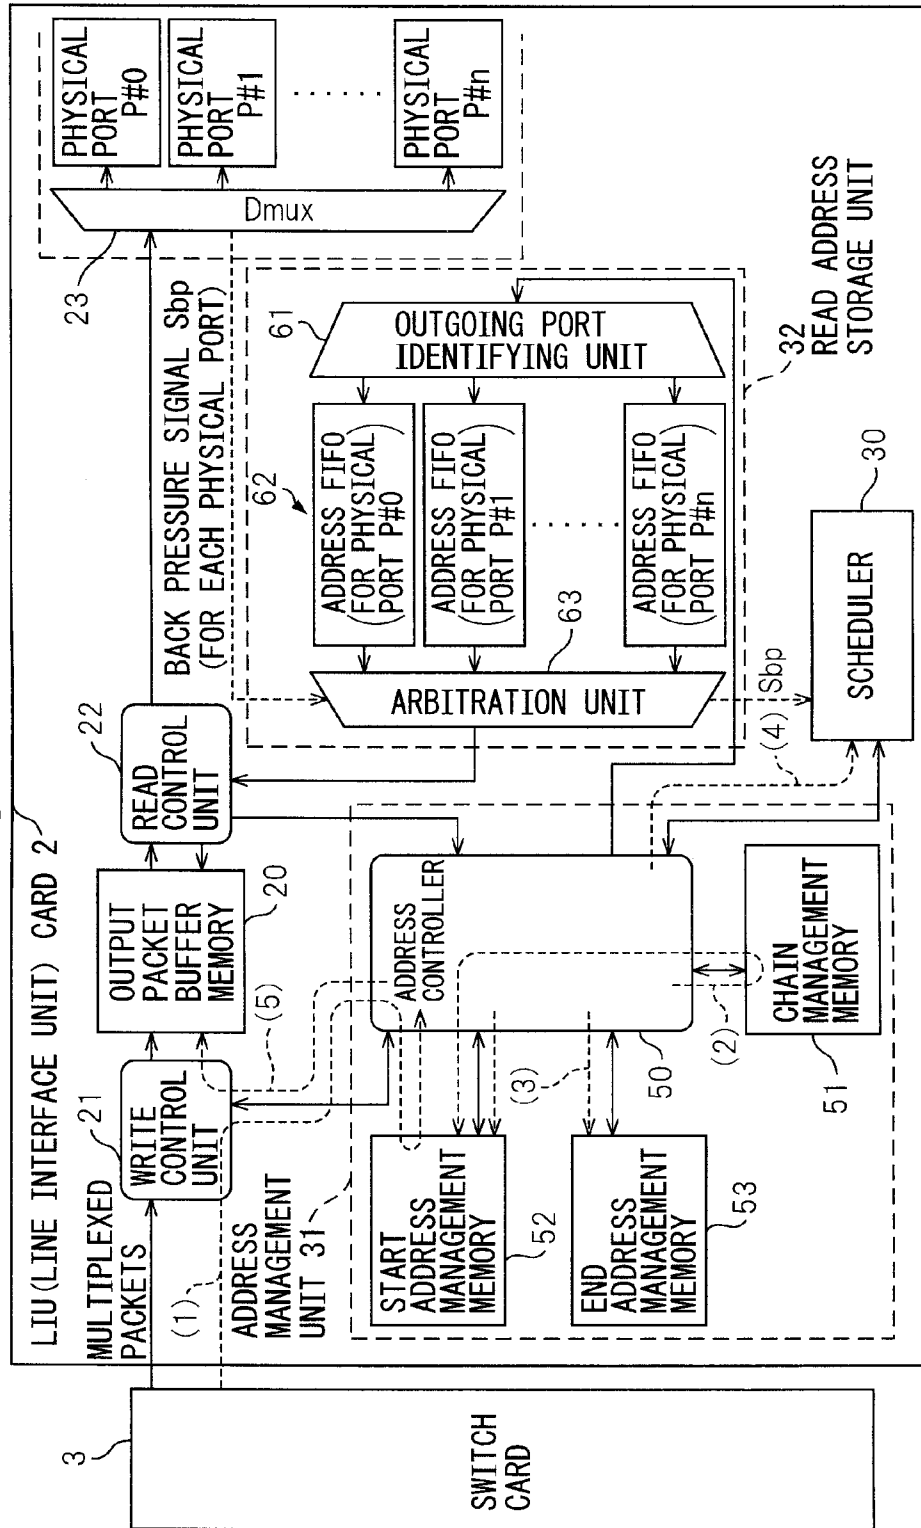 LIU(LINE INTERFACE UNIT) CARD 2
3
SWITCH
CARD
MULTIPLEXED
PACKETS
(1)
21
WRITE
CONTROL
UNIT
OUTPUT
PACKET
BUFFER
MEMORY
20
(5)
22
READ
CONTROL
UNIT
BACK PRESSURE SIGNAL Sbp
(FOR EACH PHYSICAL PORT)
23
Dmux
PHYSICAL
PORT
P#0
PHYSICAL
PORT
P#1
PHYSICAL
PORT
P#n
ADDRESS
MANAGEMENT
UNIT 31
START
ADDRESS
MANAGEMENT
MEMORY
52
END
ADDRESS
MANAGEMENT
MEMORY
53
ADDRESS
CONTROLLER
50
(3)
(2)
CHAIN
MANAGEMENT
MEMORY
51
(4)
61
OUTGOING PORT
IDENTIFYING UNIT
62
ADDRESS FIFO
(FOR PHYSICAL
PORT P#0)
ADDRESS FIFO
(FOR PHYSICAL
PORT P#1)
ADDRESS FIFO
(FOR PHYSICAL
PORT P#n)
63
ARBITRATION UNIT
Sbp
32
READ ADDRESS
STORAGE UNIT
30
SCHEDULER